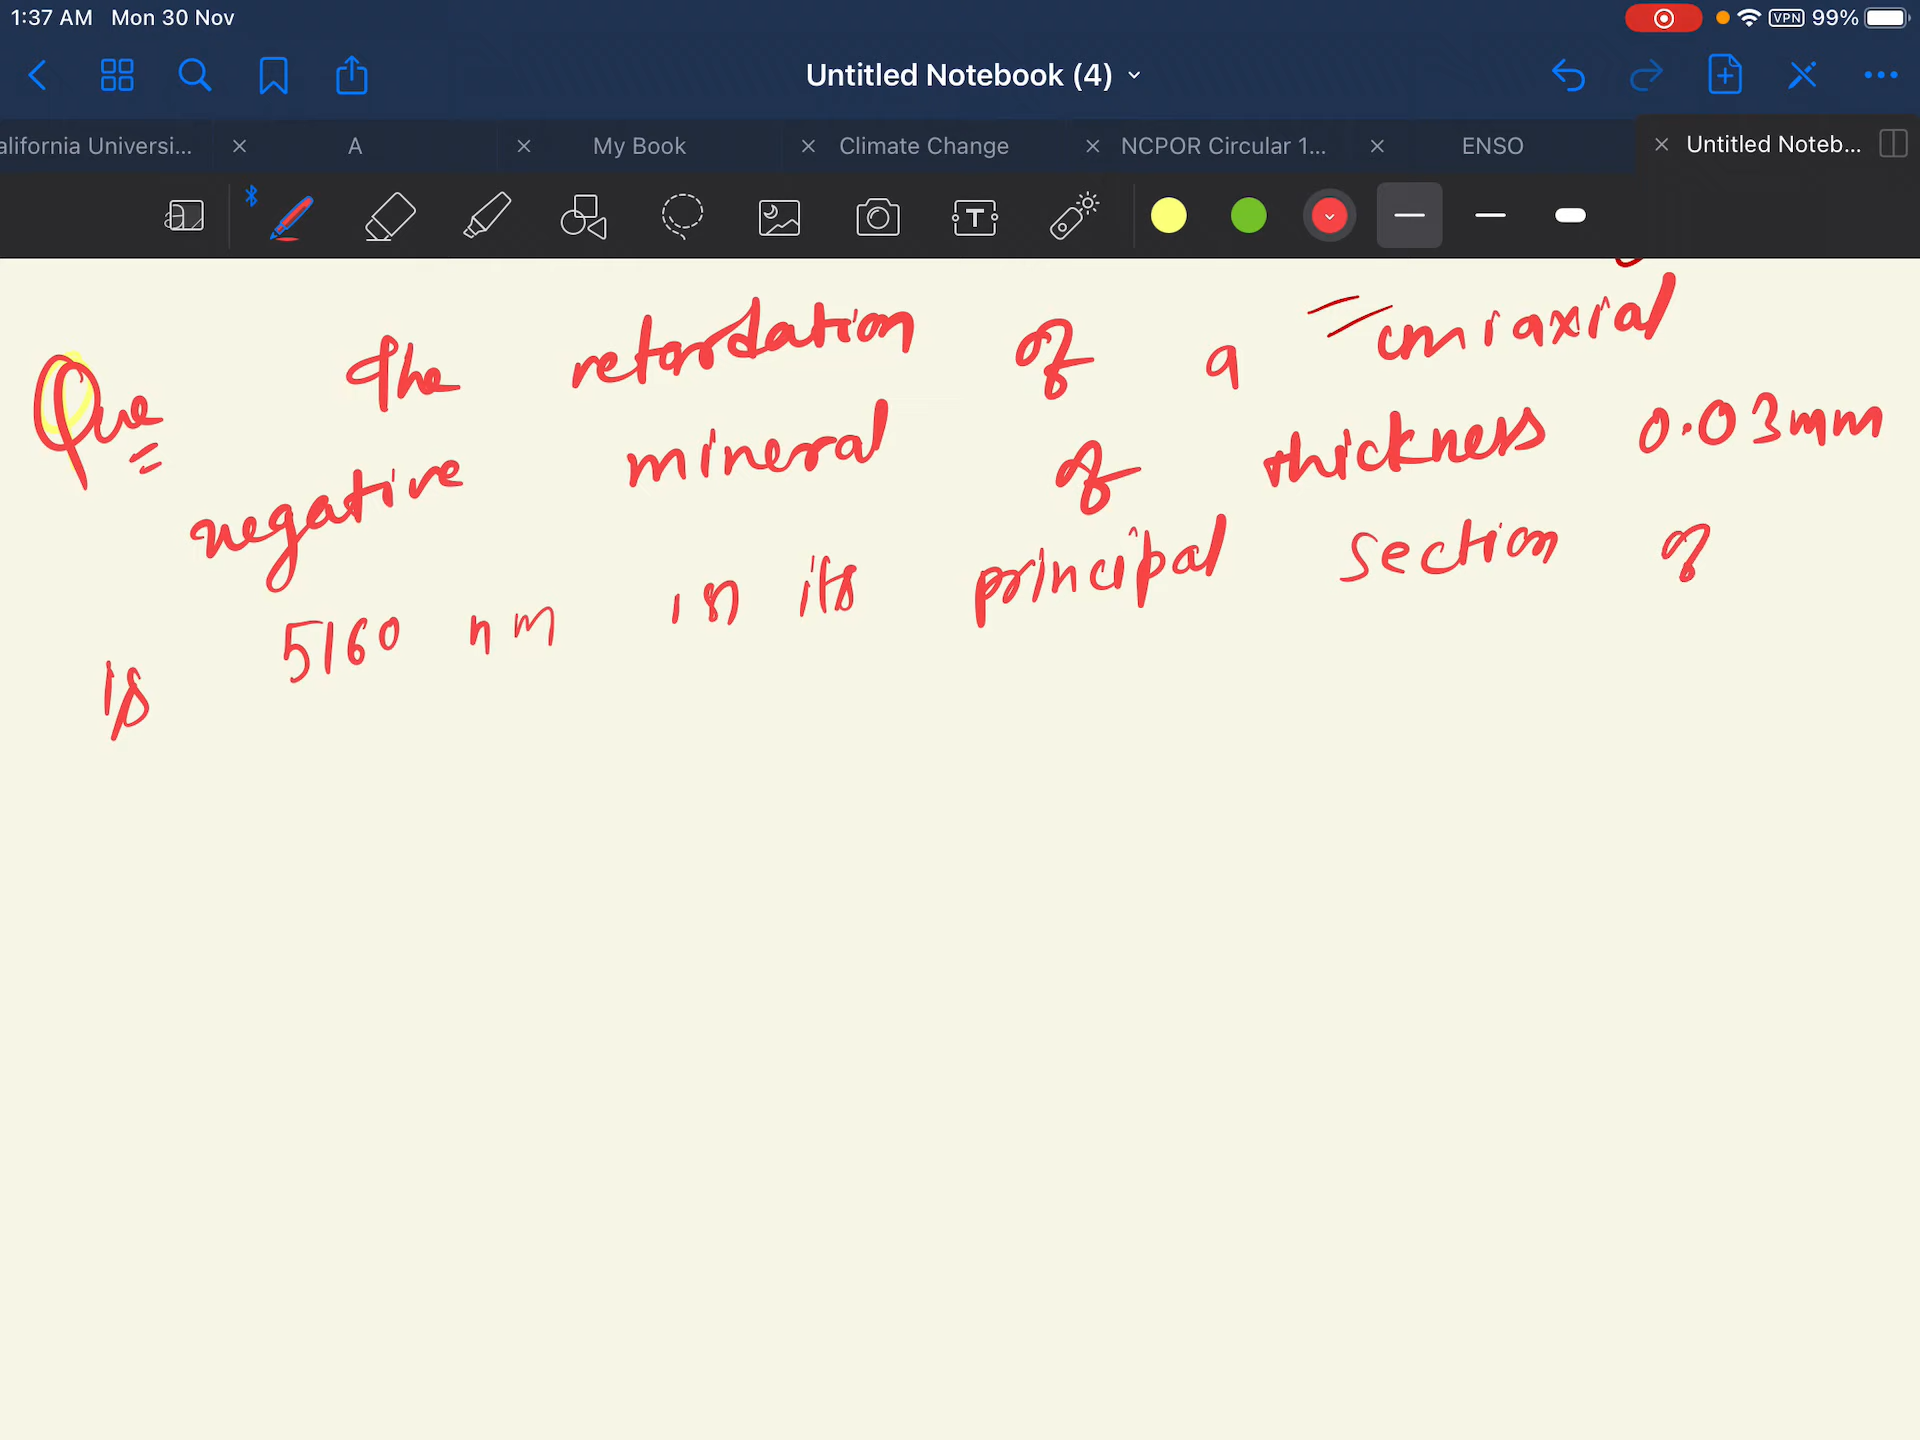 1:37 AM Mon 30 Nov
VPN 99%
Untitled Notebook (4)
alifornia Universi...
A
My Book
Climate Change
NCPOR Circular 1...
ENSO
Untitled Noteb...
Que The retardation of a uniaxial
negative mineral of thickness 0.03mm
is 5160 nm in its principal section of